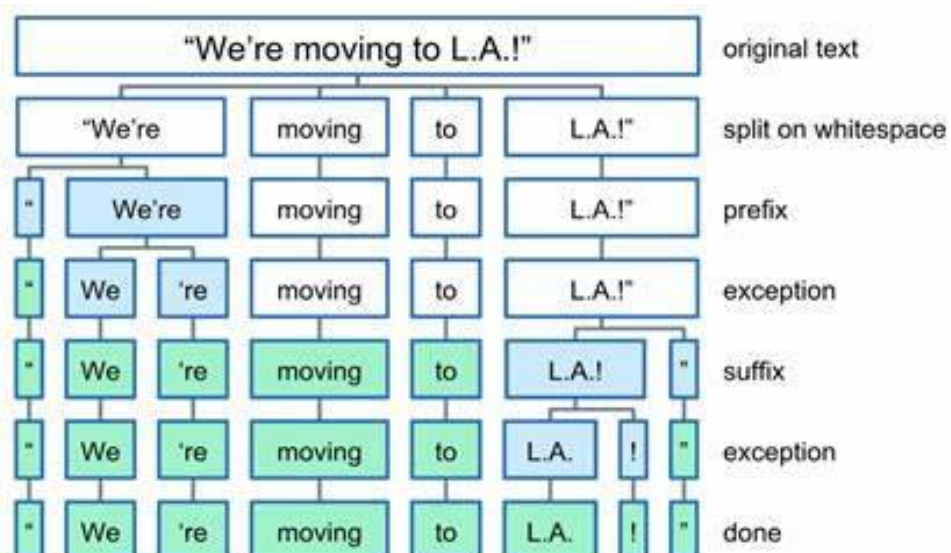 “We’re moving to L.A.!” original text
“We’re moving to L.A.!” split on whitespace
“ We’re moving to L.A.!” prefix
“ We ’re moving to L.A.!” exception
“ We ’re moving to L.A.! ” suffix
“ We ’re moving to L.A. ! ” exception
“ We ’re moving to L.A. ! ” done